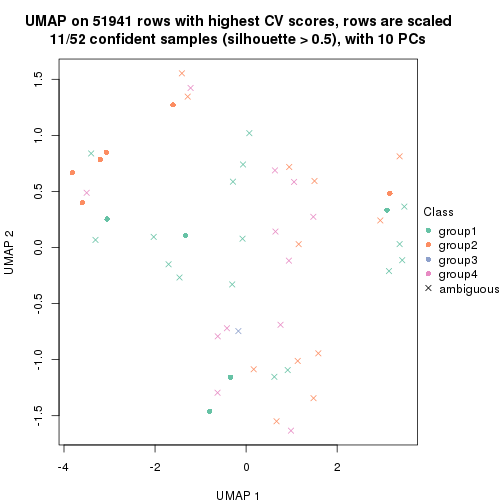 UMAP on 51941 rows with highest CV scores, rows are scaled
11/52 confident samples (silhouette > 0.5), with 10 PCs
1.5
1.0
0.5
0.0
-0.5
-1.0
-1.5
UMAP 2
-4
-2
0
2
UMAP 1
Class
group1
group2
group3
group4
ambiguous